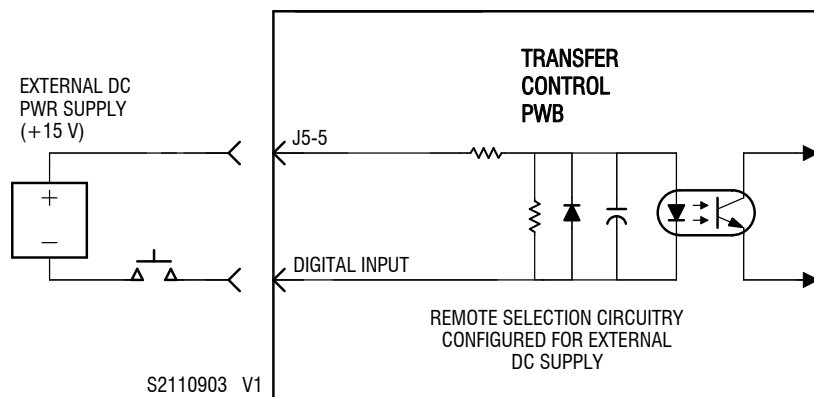 TRANSFER
CONTROL
PWB
EXTERNAL DC
PWR SUPPLY
(+15 V)
J5-5
+
–
DIGITAL INPUT
REMOTE SELECTION CIRCUITRY
CONFIGURED FOR EXTERNAL
DC SUPPLY
S2110903 V1